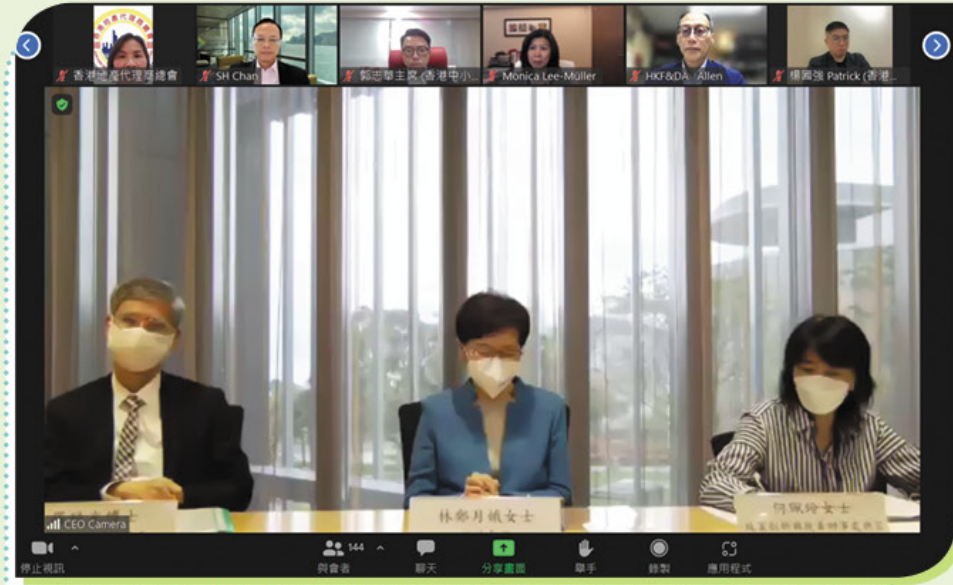 香港地產代理商總會
SH Chan
郭志華主席 (香港中小...
Monica Lee-Müller
HKF&DA Allen
楊國強 Patrick (香港...
CEO Camera
林鄭月娥女士
何珮玲女士
停止視訊
144
與會者
聊天
分享畫面
舉手
錄製
應用程式